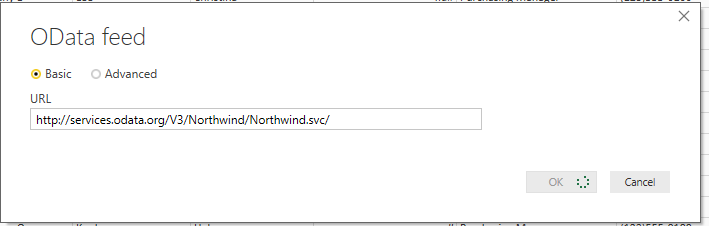 OData feed
Basic
Advanced
URL
http://services.odata.org/V3/Northwind/Northwind.svc/
OK
Cancel